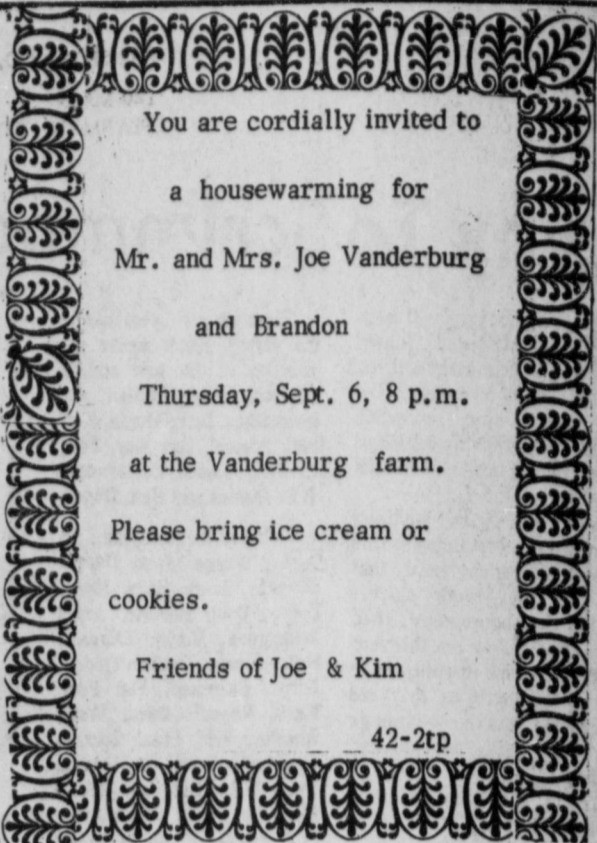 You are cordially invited to
a housewarming for
Mr. and Mrs. Joe Vanderburg
and Brandon
Thursday, Sept. 6, 8 p.m.
at the Vanderburg farm.
Please bring ice cream or
cookies.
Friends of Joe & Kim
42-2tp